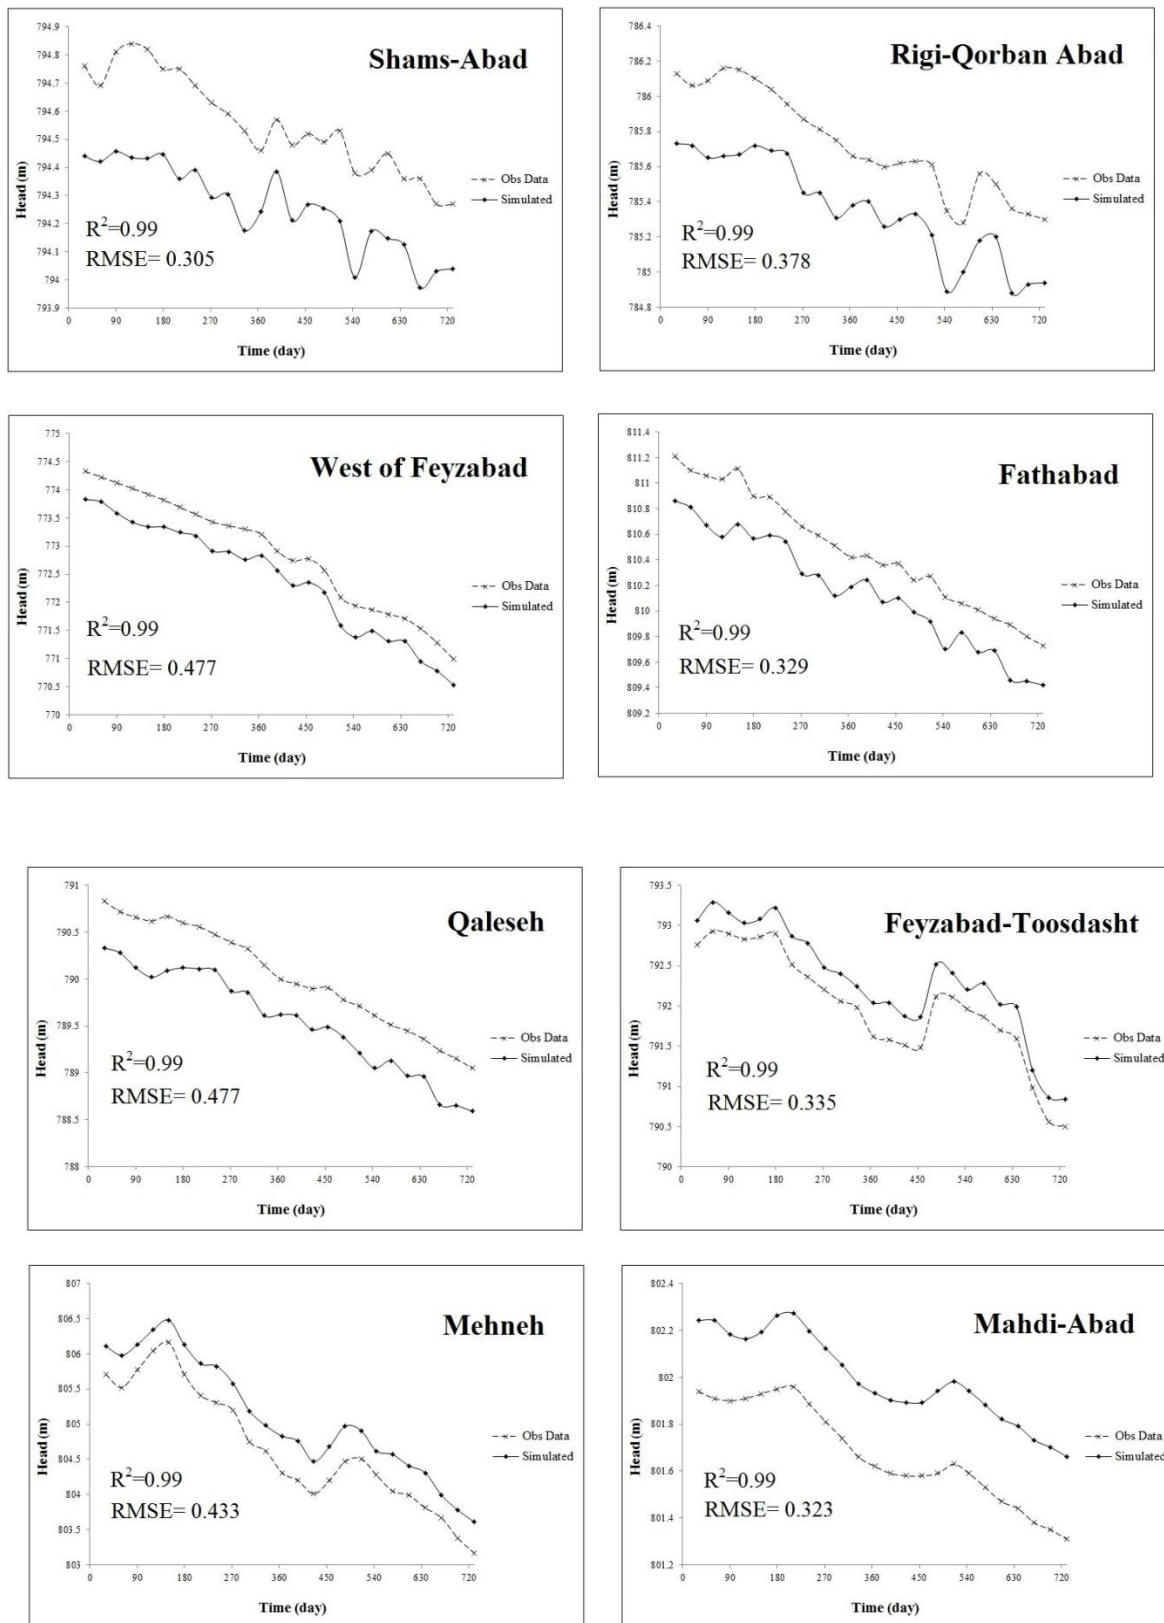 Shams-Abad
Head (m)
794.9
794.8
794.7
794.6
794.5
794.4
794.3
794.2
794.1
794
793.9
0 90 180 270 360 450 540 630 720
Time (day)
Obs Data
Simulated
R²=0.99
RMSE= 0.305
Rigi-Qorban Abad
Head (m)
786.4
786.2
786
785.8
785.6
785.4
785.2
785
784.8
0 90 180 270 360 450 540 630 720
Time (day)
Obs Data
Simulated
R²=0.99
RMSE= 0.378
West of Feyzabad
Head (m)
775
774.5
774
773.5
773
772.5
772
771.5
771
770.5
770
0 90 180 270 360 450 540 630 720
Time (day)
Obs Data
Simulated
R²=0.99
RMSE= 0.477
Fathabad
Head (m)
811.4
811.2
811
810.8
810.6
810.4
810.2
810
809.8
809.6
809.4
809.2
0 90 180 270 360 450 540 630 720
Time (day)
Obs Data
Simulated
R²=0.99
RMSE= 0.329
Qaleseh
Head (m)
791
790.5
790
789.5
789
788.5
788
0 90 180 270 360 450 540 630 720
Time (day)
Obs Data
Simulated
R²=0.99
RMSE= 0.477
Feyzabad-Toosdasht
Head (m)
793.5
793
792.5
792
791.5
791
790.5
790
0 90 180 270 360 450 540 630 720
Time (day)
Obs Data
Simulated
R²=0.99
RMSE= 0.335
Mehneh
Head (m)
807
806.5
806
805.5
805
804.5
804
803.5
803
0 90 180 270 360 450 540 630 720
Time (day)
Obs Data
Simulated
R²=0.99
RMSE= 0.433
Mahdi-Abad
Head (m)
802.4
802.2
802
801.8
801.6
801.4
801.2
0 90 180 270 360 450 540 630 720
Time (day)
Obs Data
Simulated
R²=0.99
RMSE= 0.323